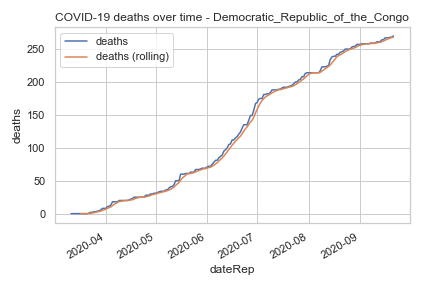 COVID-19 deaths over time - Democratic_Republic_of_the_Congo
deaths
deaths (rolling)
deaths
250
200
150
100
50
0
2020-04
2020-05
2020-06
2020-07
2020-08
2020-09
dateRep